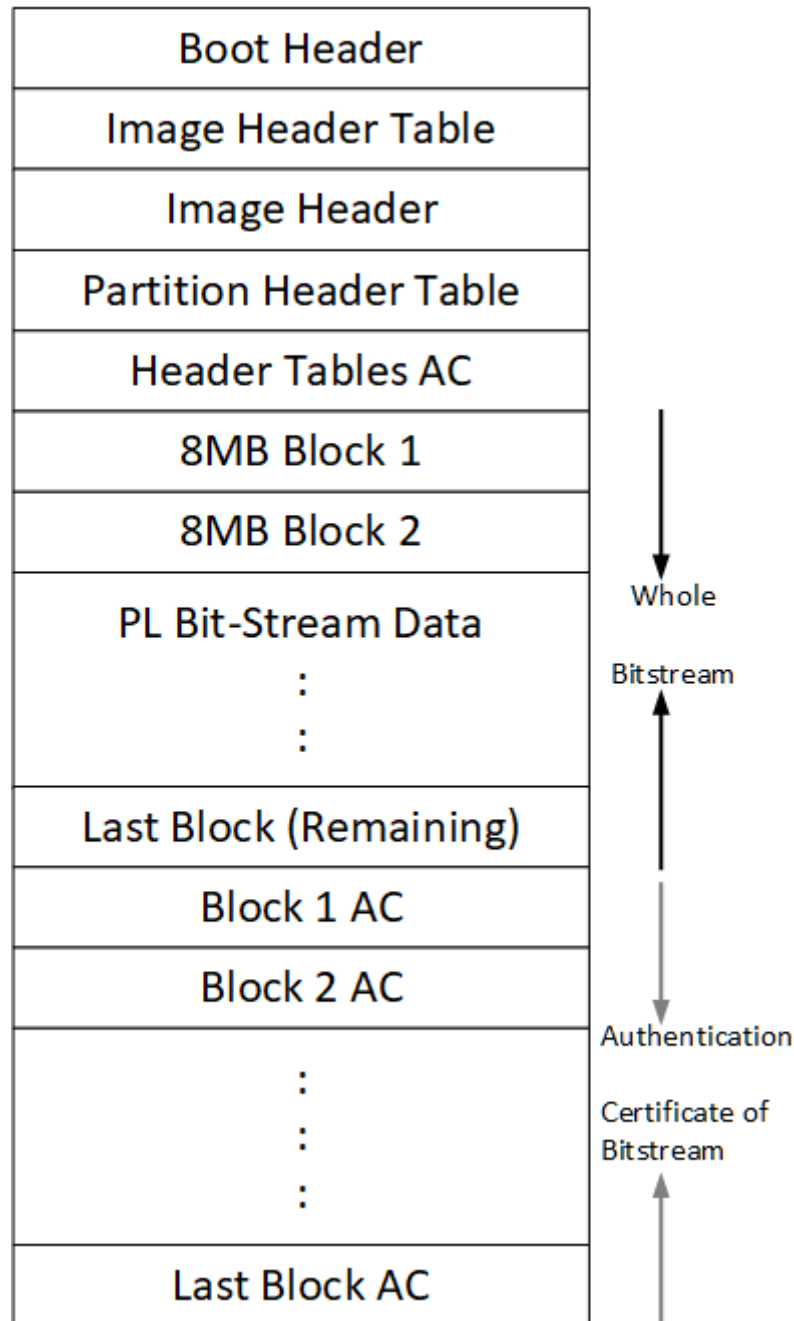 Boot Header
Image Header Table
Image Header
Partition Header Table
Header Tables AC
8MB Block 1
8MB Block 2
PL Bit-Stream Data
:
:
Last Block (Remaining)
Block 1 AC
Block 2 AC
:
:
:
Last Block AC
Whole
Bitstream
Authentication
Certificate of
Bitstream